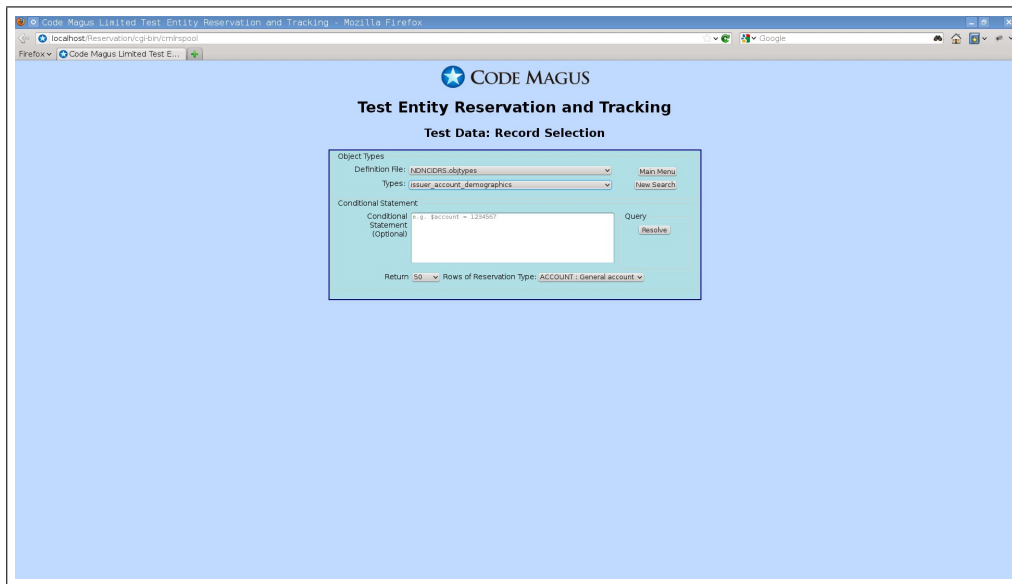 Code Magus Limited Test Entity Reservation and Tracking - Mozilla Firefox
localhost/Reservation/cgi-bin/cmlrspool
Google
Firefox
Code Magus Limited Test E...
CODE MAGUS
Test Entity Reservation and Tracking
Test Data: Record Selection
Object Types
Definition File: NDNCIDRS.objtypes
Main Menu
Types: issuer_account_demographics
New Search
Conditional Statement
Conditional Statement (Optional)
e.g. $account = 1234567
Query
Resolve
Return 50 Rows of Reservation Type: ACCOUNT : General account